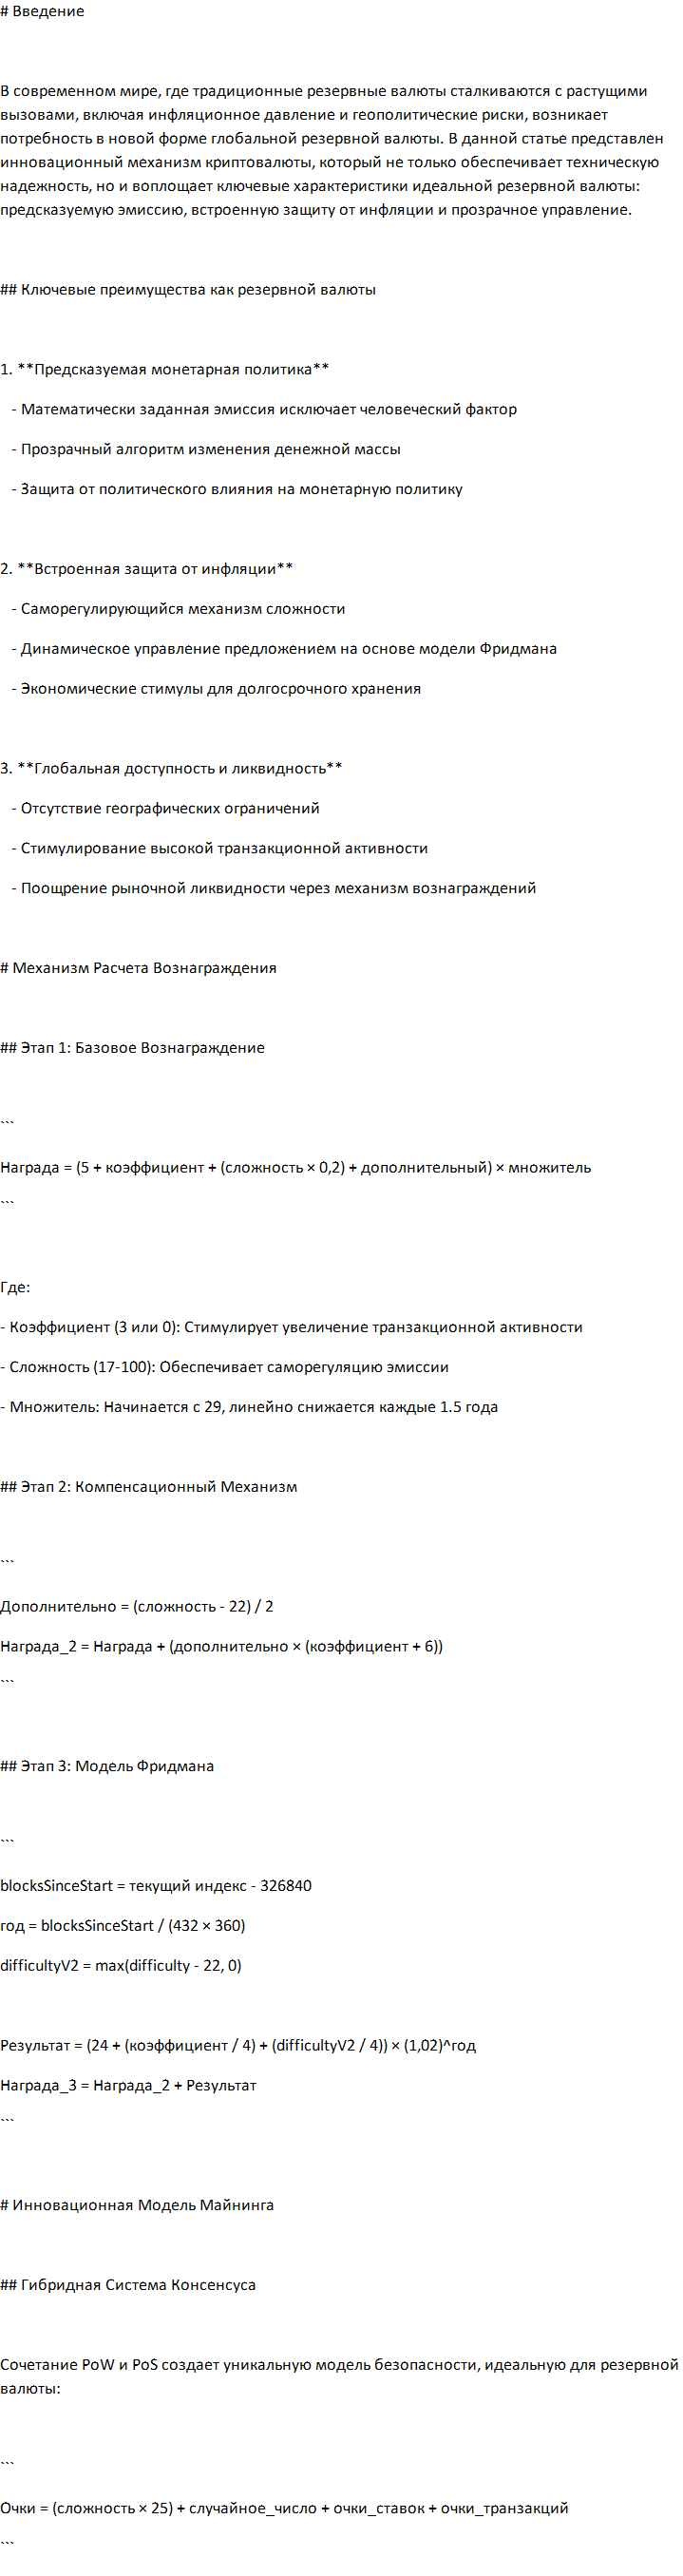 # Введение
В современном мире, где традиционные резервные валюты сталкиваются с растущими
вызовами, включая инфляционное давление и геополитические риски, возникает
потребность в новой форме глобальной резервной валюты. В данной статье представлен
инновационный механизм криптовалюты, который не только обеспечивает техническую
надежность, но и воплощает ключевые характеристики идеальной резервной валюты:
предсказуемую эмиссию, встроенную защиту от инфляции и прозрачное управление.
## Ключевые преимущества как резервной валюты
1. **Предсказуемая монетарная политика**
- Математически заданная эмиссия исключает человеческий фактор
- Прозрачный алгоритм изменения денежной массы
- Защита от политического влияния на монетарную политику
2. **Встроенная защита от инфляции**
- Саморегулирующийся механизм сложности
- Динамическое управление предложением на основе модели Фридмана
- Экономические стимулы для долгосрочного хранения
3. **Глобальная доступность и ликвидность**
- Отсутствие географических ограничений
- Стимулирование высокой транзакционной активности
- Поощрение рыночной ликвидности через механизм вознаграждений
# Механизм Расчета Вознаграждения
## Этап 1: Базовое Вознаграждение
```
Награда = (5 + коэффициент + (сложность × 0,2) + дополнительный) × множитель
```
Где:
- Коэффициент (3 или 0): Стимулирует увеличение транзакционной активности
- Сложность (17-100): Обеспечивает саморегуляцию эмиссии
- Множитель: Начинается с 29, линейно снижается каждые 1.5 года
## Этап 2: Компенсационный Механизм
```
Дополнительно = (сложность - 22) / 2
Награда_2 = Награда + (дополнительно × (коэффициент + 6))
```
## Этап 3: Модель Фридмана
```
blocksSinceStart = текущий индекс - 326840
год = blocksSinceStart / (432 × 360)
difficultyV2 = max(difficulty - 22, 0)
Результат = (24 + (коэффициент / 4) + (difficultyV2 / 4)) × (1,02)^год
Награда_3 = Награда_2 + Результат
```
# Инновационная Модель Майнинга
## Гибридная Система Консенсуса
Сочетание PoW и PoS создает уникальную модель безопасности, идеальную для резервной
валюты:
```
Очки = (сложность × 25) + случайное_число + очки_ставок + очки_транзакций
```